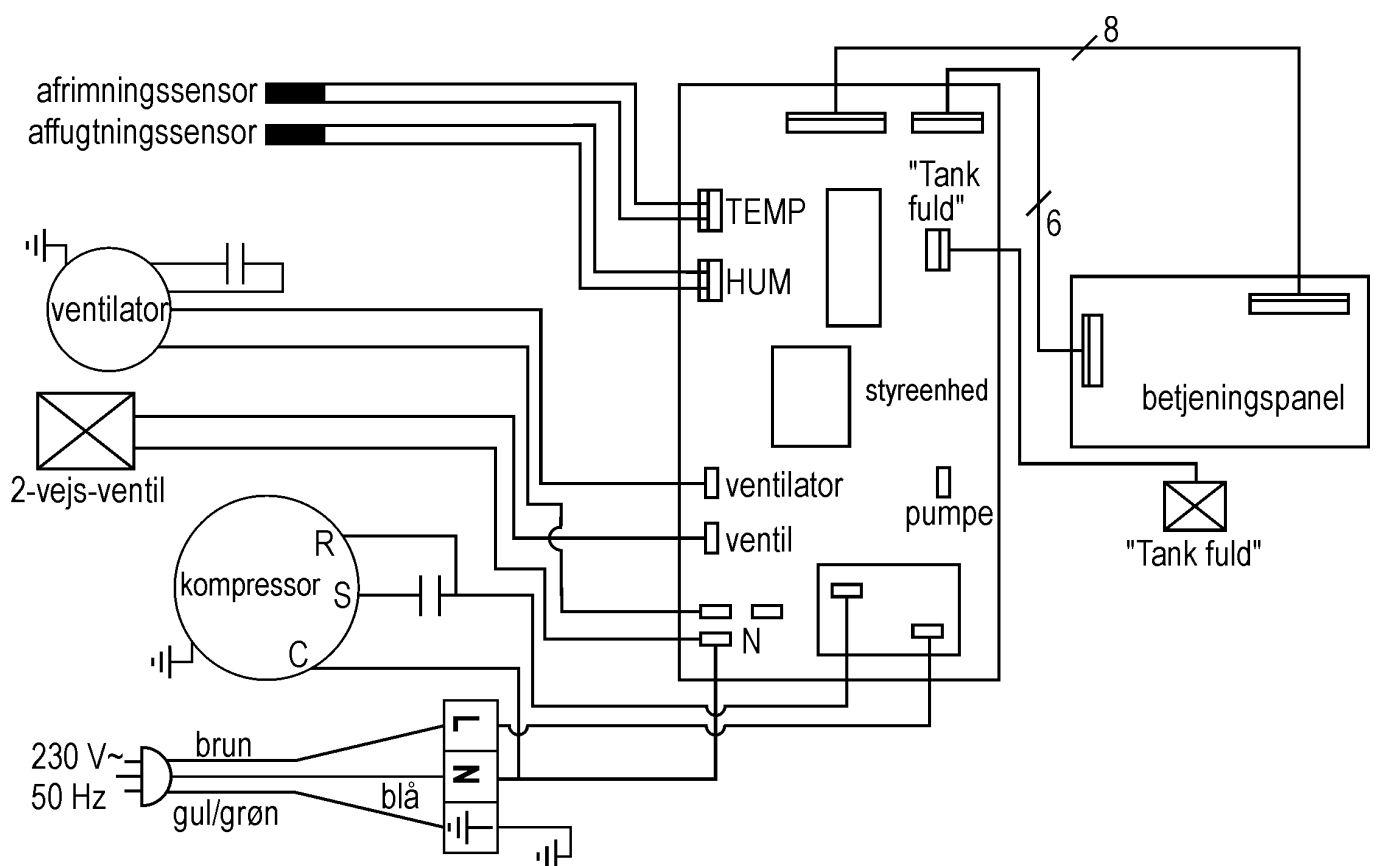 8
afrimningssensor
affugtningssensor
"Tank
fuld"
TEMP
6
HUM
ventilator
styreenhed
betjeningspanel
2-vejs-ventil
ventilator
pumpe
ventil
"Tank fuld"
R
kompressor
S
N
C
L
brun
230 V~
N
50 Hz
blå
gul/grøn